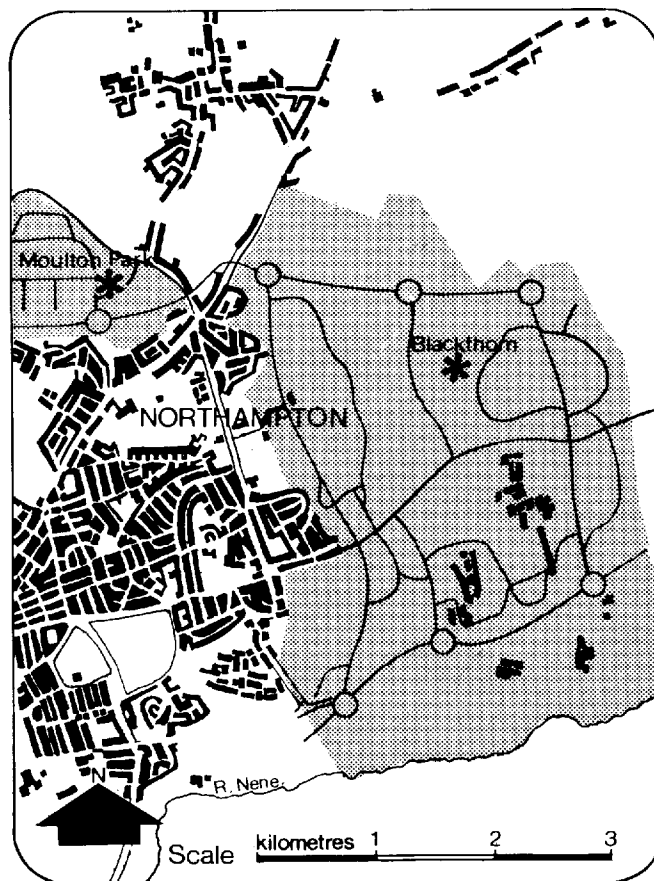 Moulton Park
Blackthorn
NORTHAMPTON
N
R. Nene.
Scale
kilometres 1 2 3